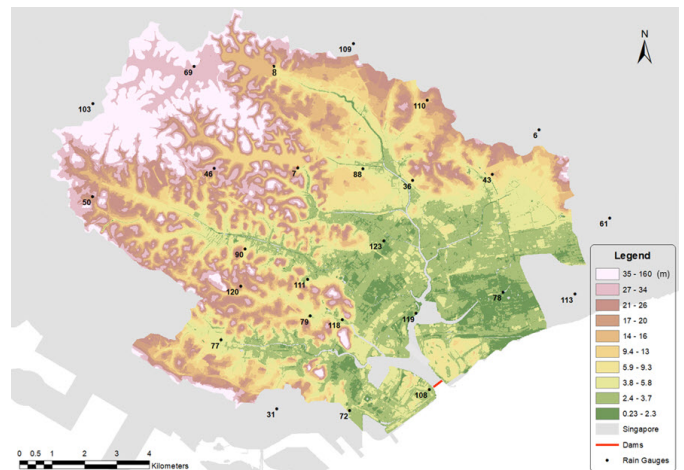 N
109
69
8
103
110
6
46
7
88
36
43
50
61
123
90
111
120
78
113
79
118
119
77
108
31
72
Legend
35 - 160 (m)
27 - 34
21 - 26
17 - 20
14 - 16
9.4 - 13
5.9 - 9.3
3.8 - 5.8
2.4 - 3.7
0.23 - 2.3
Singapore
Dams
Rain Gauges
0 0.5 1 2 3 4
Kilometers